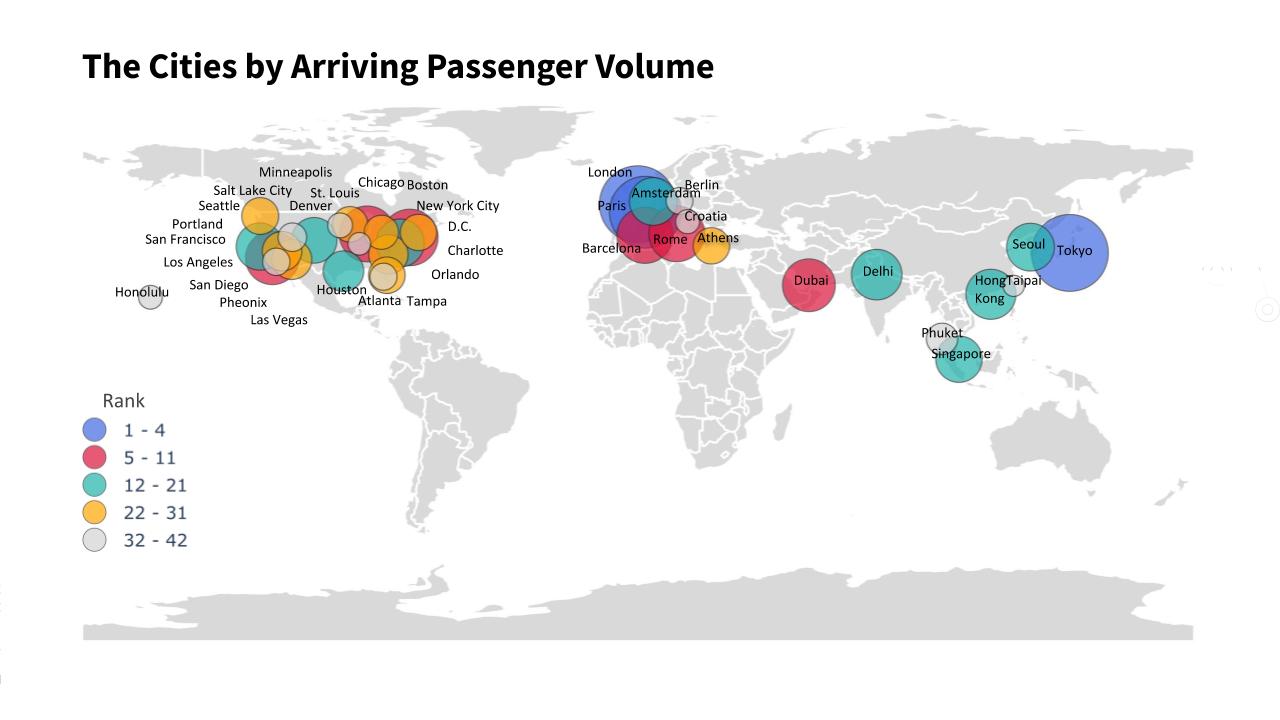 The Cities by Arriving Passenger Volume
Minneapolis
Chicago
Boston
Salt Lake City
St. Louis
Seattle
Denver
New York City
Portland
D.C.
San Francisco
Charlotte
Los Angeles
Orlando
San Diego
Houston
Honolulu
Pheonix
Atlanta
Tampa
Las Vegas
London
Berlin
Amsterdam
Paris
Croatia
Barcelona
Rome
Athens
Dubai
Delhi
Seoul
Tokyo
Hong
Kong
Taipai
Phuket
Singapore
Rank
1 - 4
5 - 11
12 - 21
22 - 31
32 - 42